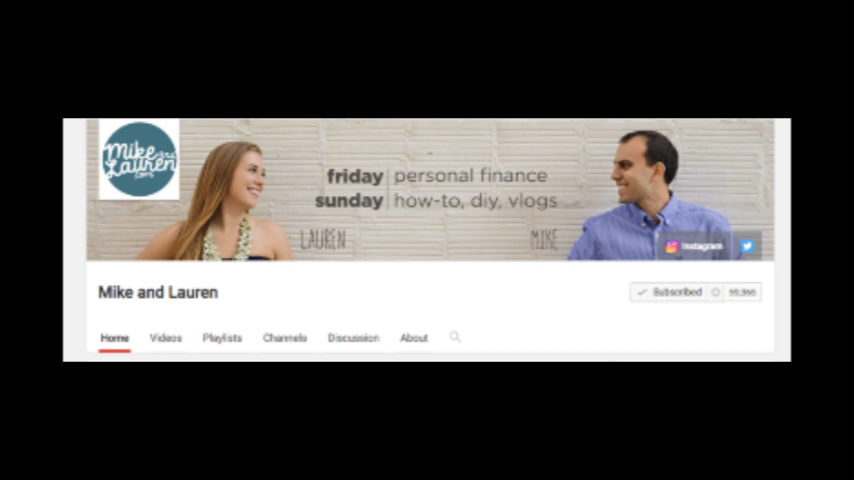 Mike and
Lauren
.com
friday personal finance
sunday how-to, diy, vlogs
LAUREN MIKE
Instagram
Mike and Lauren
Subscribed
Home Videos Playlists Channels Discussion About